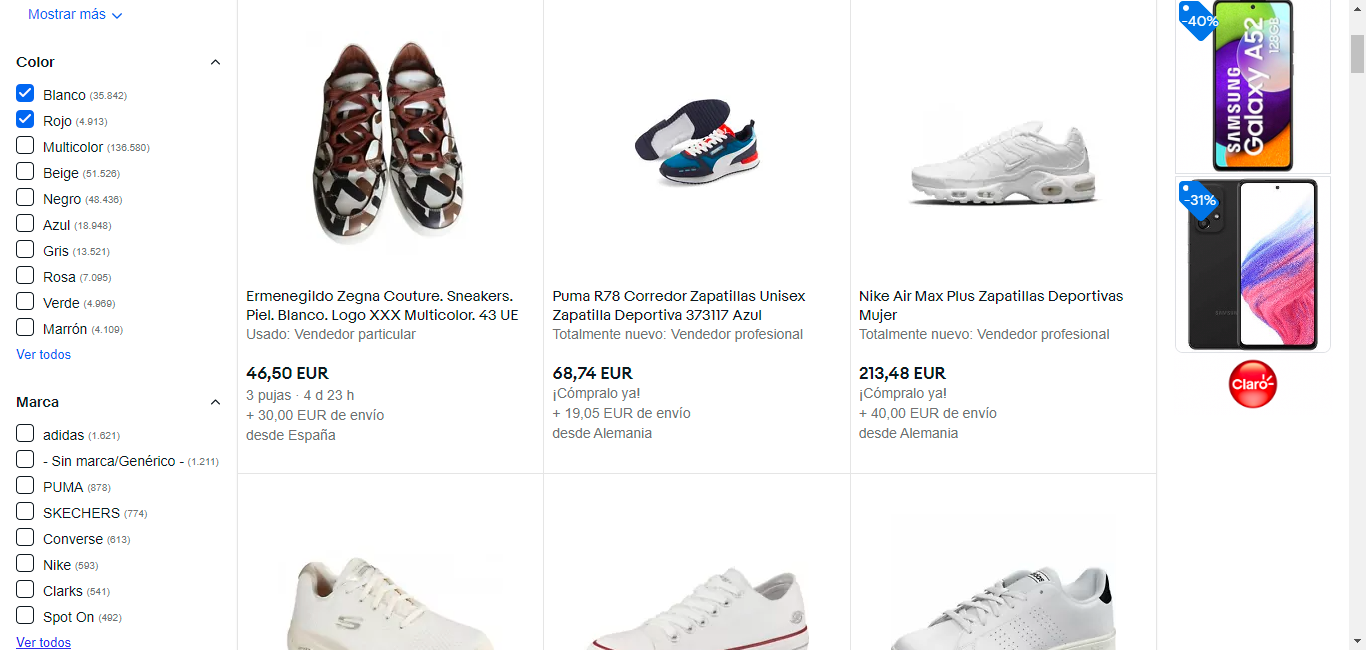 Mostrar más
Color
Blanco (35.842)
Rojo (4.913)
Multicolor (136.580)
Beige (51.526)
Negro (48.436)
Azul (18.948)
Gris (13.521)
Rosa (7.095)
Verde (4.969)
Marrón (4.109)
Ver todos
Marca
adidas (1.621)
- Sin marca/Genérico - (1.211)
PUMA (878)
SKECHERS (774)
Converse (613)
Nike (593)
Clarks (541)
Spot On (492)
Ver todos
Ermenegildo Zegna Couture. Sneakers.
Piel. Blanco. Logo XXX Multicolor. 43 UE
Usado: Vendedor particular
46,50 EUR
3 pujas · 4 d 23 h
+ 30,00 EUR de envío
desde España
Puma R78 Corredor Zapatillas Unisex
Zapatilla Deportiva 373117 Azul
Totalmente nuevo: Vendedor profesional
68,74 EUR
¡Cómpralo ya!
+ 19,05 EUR de envío
desde Alemania
Nike Air Max Plus Zapatillas Deportivas
Mujer
Totalmente nuevo: Vendedor profesional
213,48 EUR
¡Cómpralo ya!
+ 40,00 EUR de envío
desde Alemania
-40%
SAMSUNG
Galaxy A52
128GB
-31%
SAMSUNG
Claro